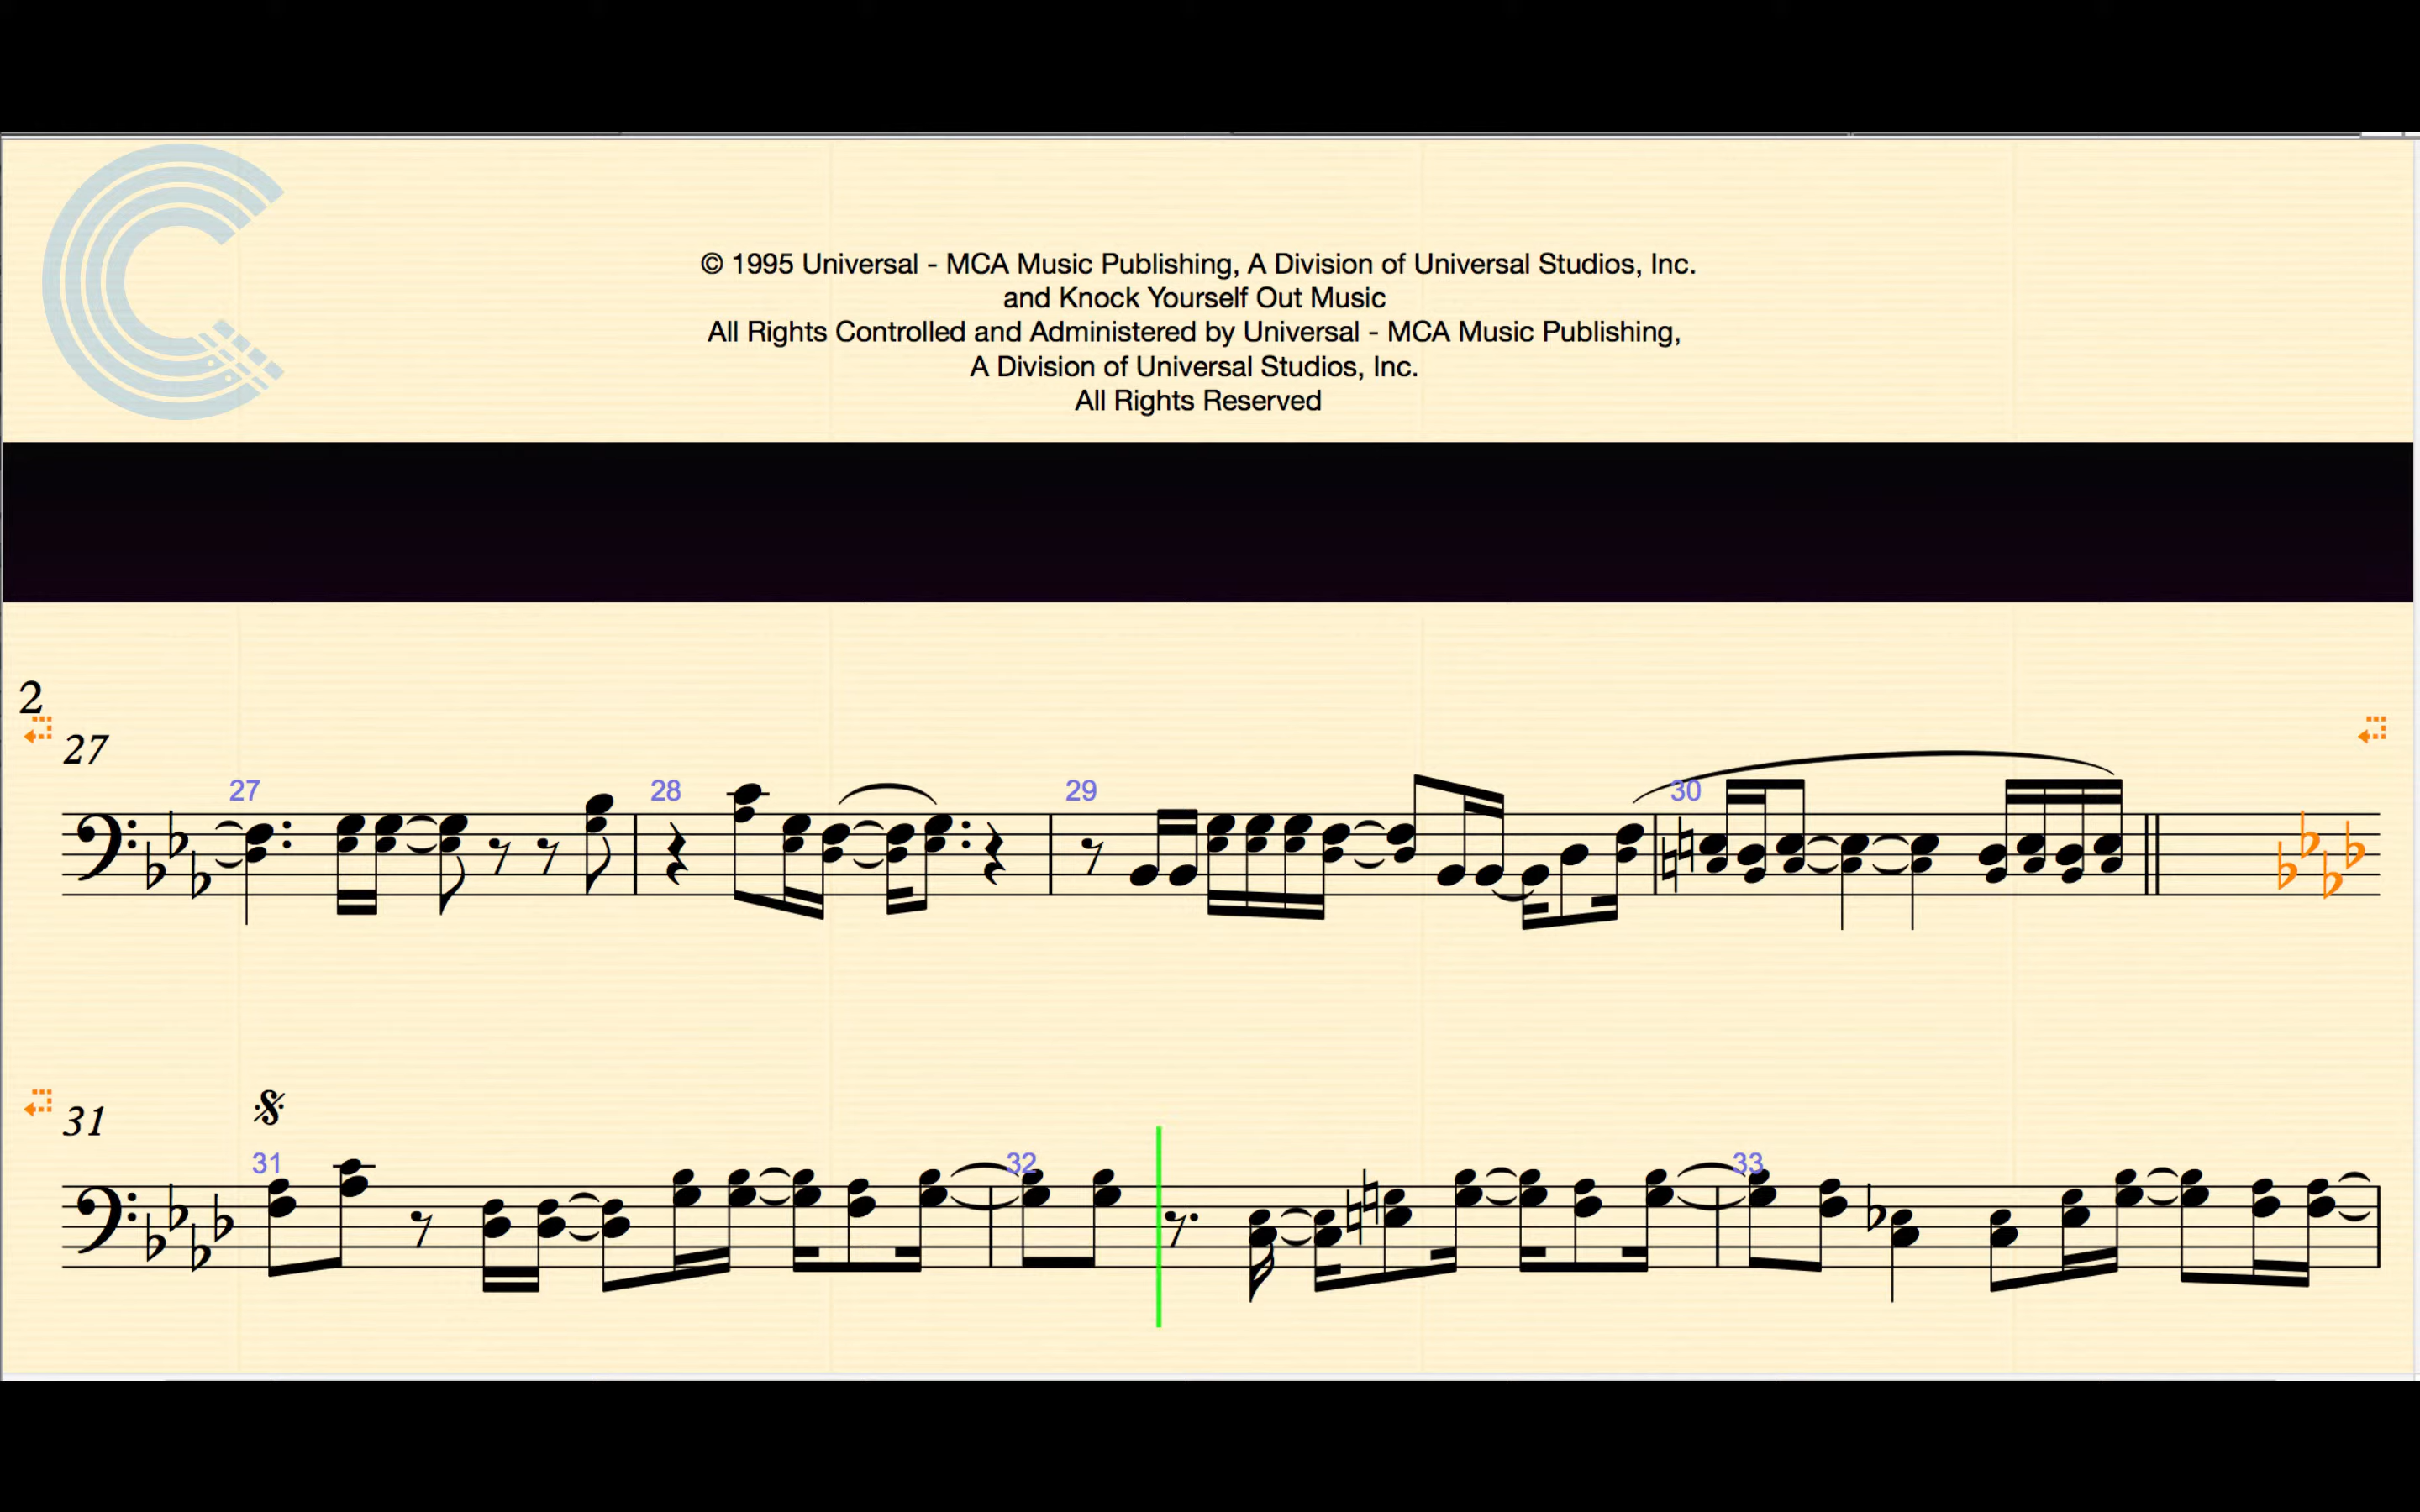 © 1995 Universal - MCA Music Publishing, A Division of Universal Studios, Inc.
and Knock Yourself Out Music
All Rights Controlled and Administered by Universal - MCA Music Publishing,
A Division of Universal Studios, Inc.
All Rights Reserved
2
27
27 28 29 30
31
31 32 33